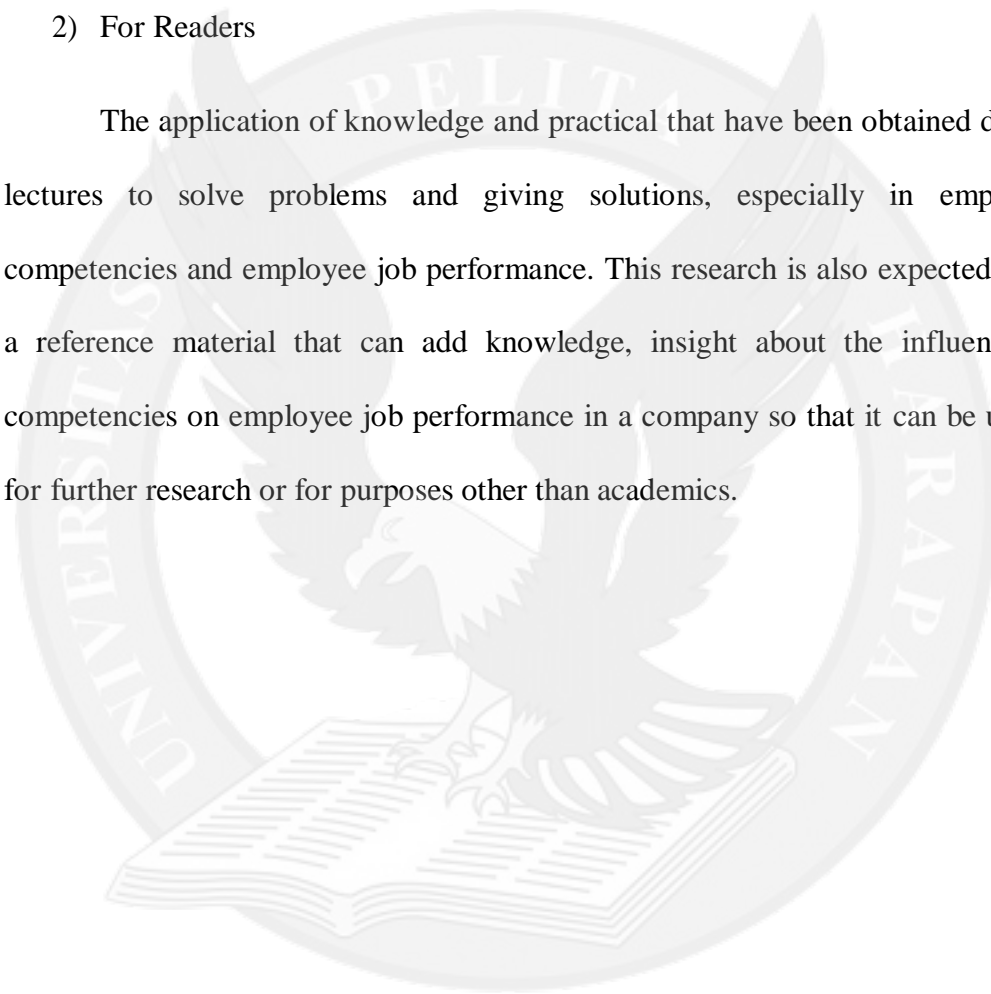 2) For Readers
The application of knowledge and practical that have been obtained d
lectures to solve problems and giving solutions, especially in emp
competencies and employee job performance. This research is also expected
a reference material that can add knowledge, insight about the influen
competencies on employee job performance in a company so that it can be u
for further research or for purposes other than academics.
UNIVERSITAS PELITA HARAPAN